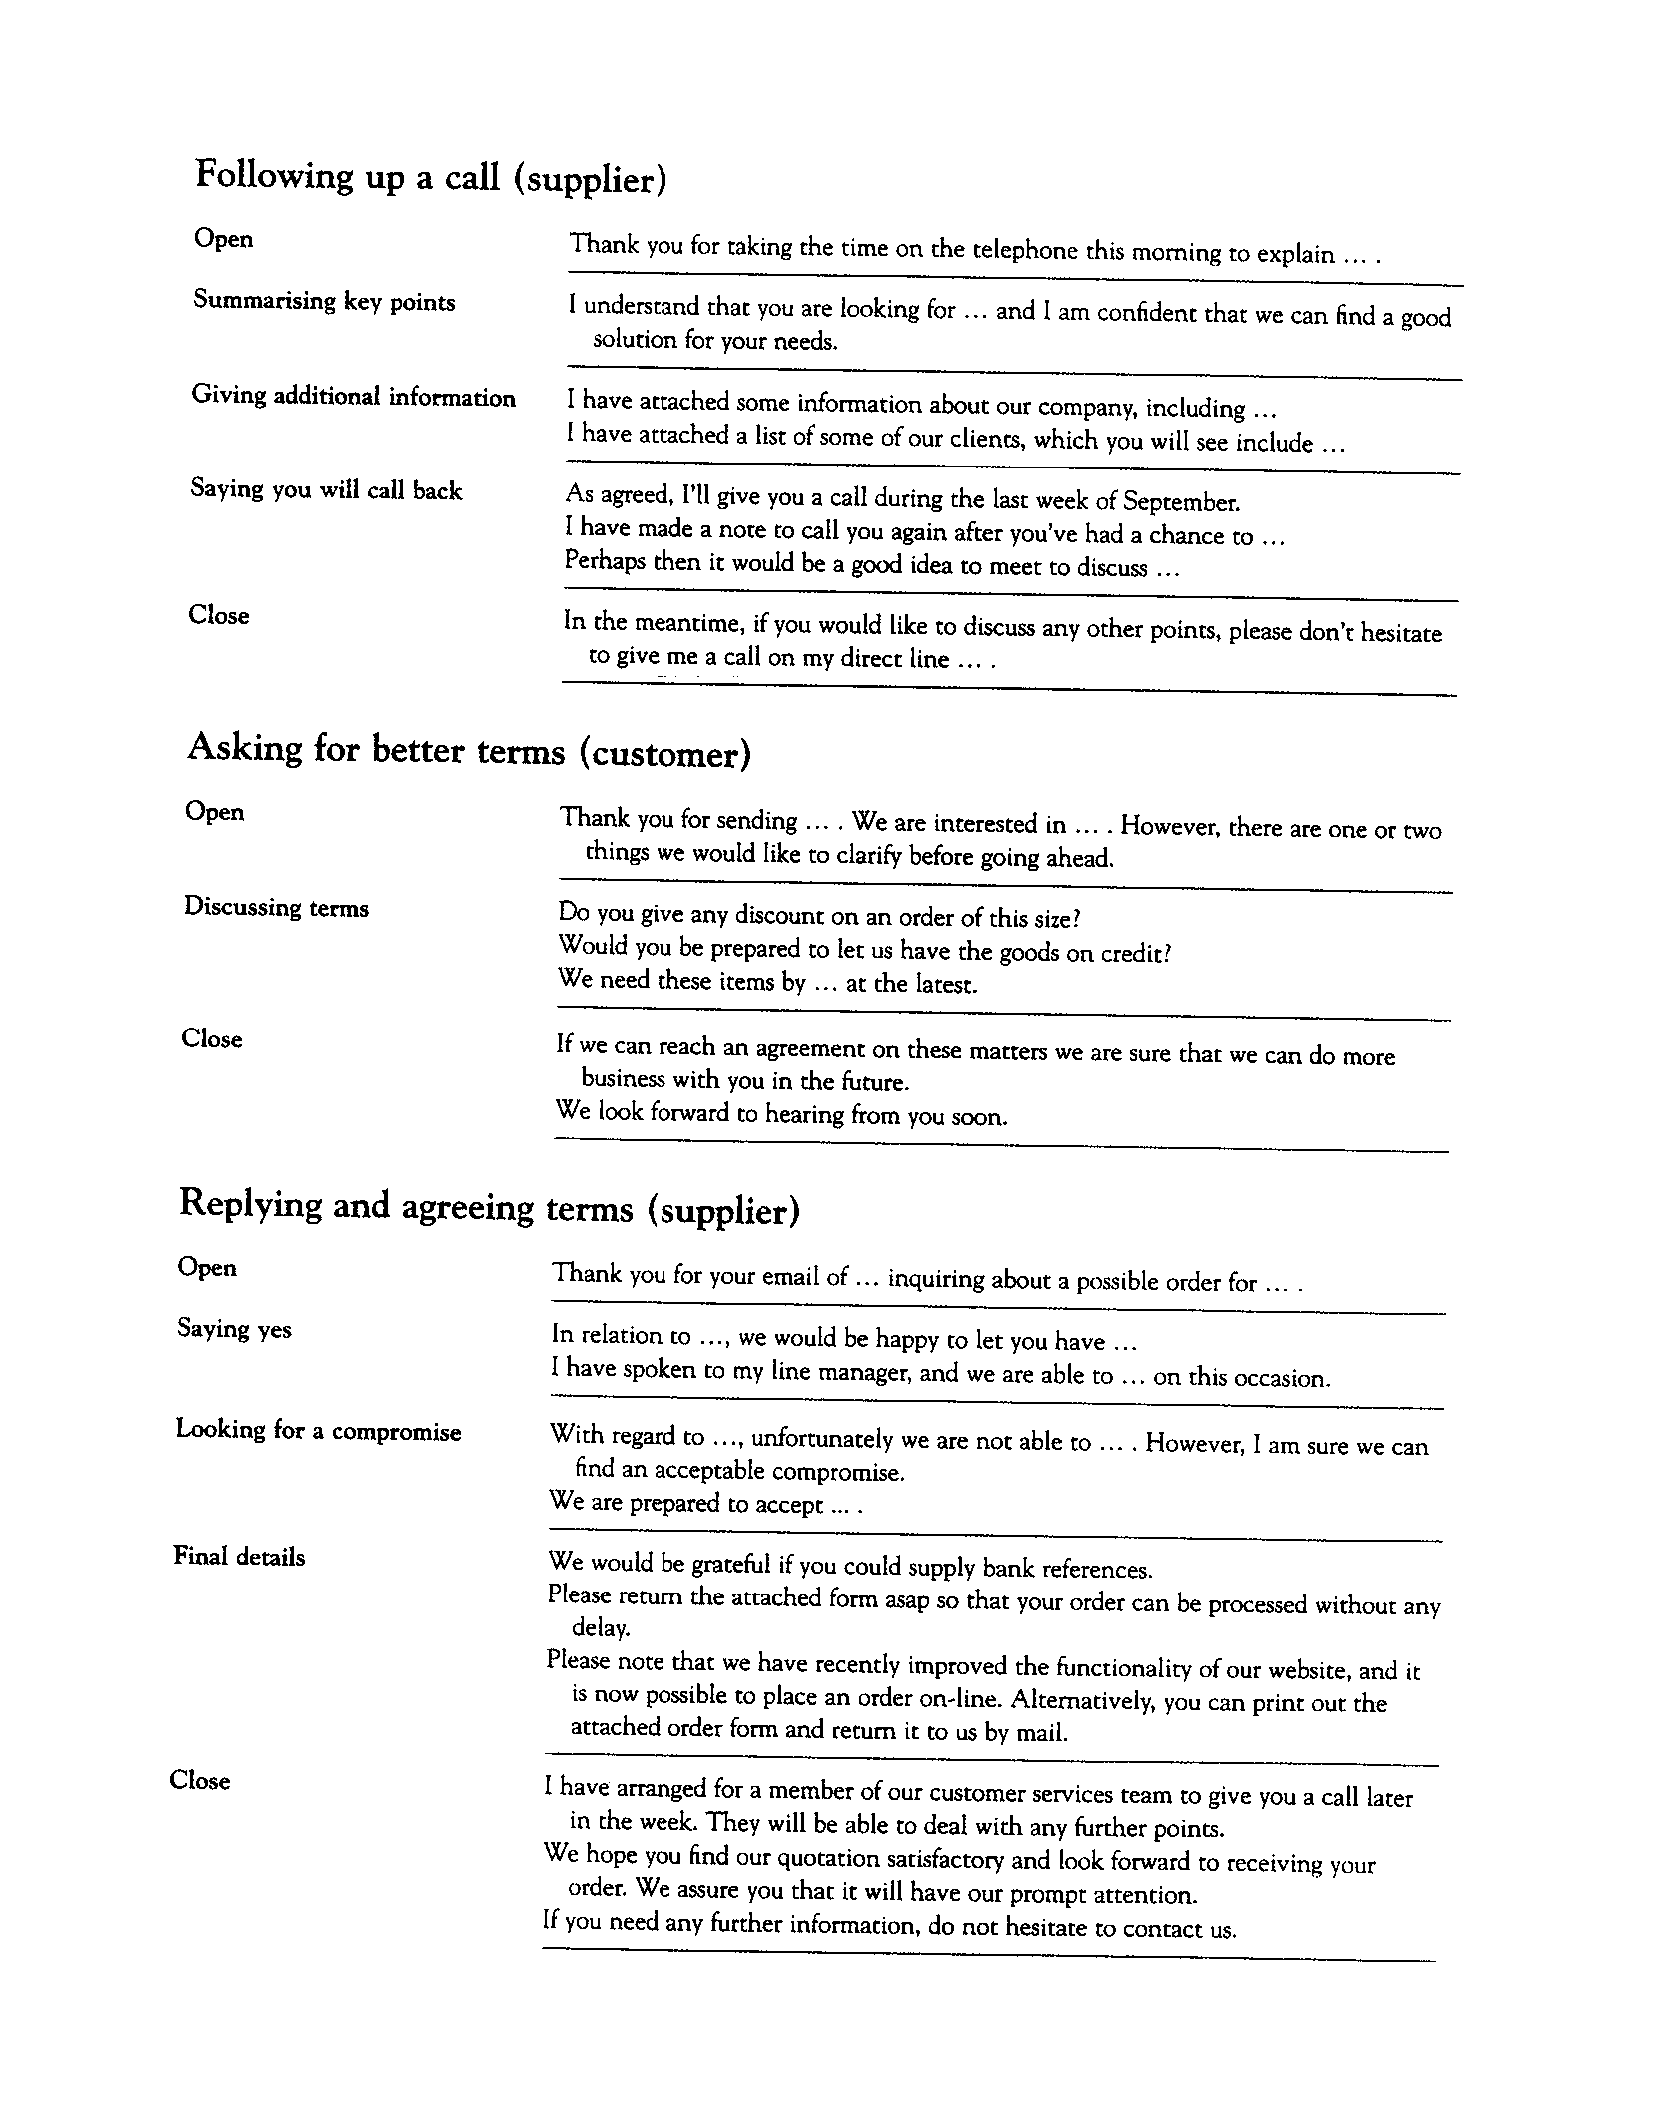 Following up a call (supplier)
Open
Thank you for taking the time on the telephone this morning to explain ... .
Summarising key points
I understand that you are looking for ... and I am confident that we can find a good
solution for your needs.
Giving additional information
I have attached some information about our company, including ...
I have attached a list of some of our clients, which you will see include ...
Saying you will call back
As agreed, I'll give you a call during the last week of September.
I have made a note to call you again after you've had a chance to ...
Perhaps then it would be a good idea to meet to discuss ...
Close
In the meantime, if you would like to discuss any other points, please don't hesitate
to give me a call on my direct line ... .
Asking for better terms (customer)
Open
Thank you for sending ... . We are interested in ... . However, there are one or two
things we would like to clarify before going ahead.
Discussing terms
Do you give any discount on an order of this size?
Would you be prepared to let us have the goods on credit?
We need these items by ... at the latest.
Close
If we can reach an agreement on these matters we are sure that we can do more
business with you in the future.
We look forward to hearing from you soon.
Replying and agreeing terms (supplier)
Open
Thank you for your email of ... inquiring about a possible order for ... .
Saying yes
In relation to ..., we would be happy to let you have ...
I have spoken to my line manager, and we are able to ... on this occasion.
Looking for a compromise
With regard to ..., unfortunately we are not able to ... . However, I am sure we can
find an acceptable compromise.
We are prepared to accept ... .
Final details
We would be grateful if you could supply bank references.
Please return the attached form asap so that your order can be processed without any
delay.
Please note that we have recently improved the functionality of our website, and it
is now possible to place an order on-line. Alternatively, you can print out the
attached order form and return it to us by mail.
Close
I have arranged for a member of our customer services team to give you a call later
in the week. They will be able to deal with any further points.
We hope you find our quotation satisfactory and look forward to receiving your
order. We assure you that it will have our prompt attention.
If you need any further information, do not hesitate to contact us.